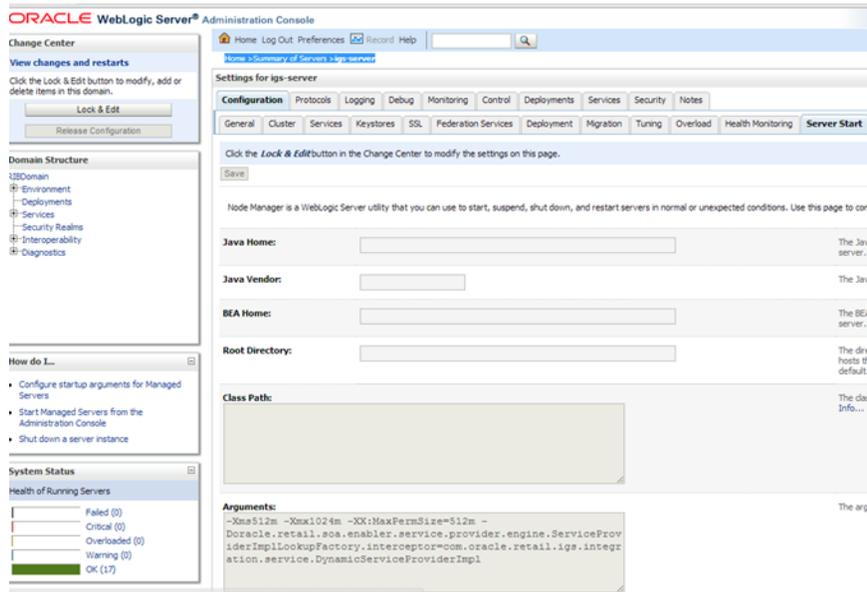 ORACLE WebLogic Server® Administration Console
Change Center
View changes and restarts
Click the Lock & Edit button to modify, add or
delete items in this domain.
Lock & Edit
Release Configuration
Domain Structure
RIBDomain
Environment
Deployments
Services
Security Realms
Interoperability
Diagnostics
How do I...
Configure startup arguments for Managed
Servers
Start Managed Servers from the
Administration Console
Shut down a server instance
System Status
Health of Running Servers
Failed (0)
Critical (0)
Overloaded (0)
Warning (0)
OK (17)
Home Log Out Preferences Record Help
Home >Summary of Servers >igs-server
Settings for igs-server
Configuration Protocols Logging Debug Monitoring Control Deployments Services Security Notes
General Cluster Services Keystores SSL Federation Services Deployment Migration Tuning Overload Health Monitoring Server Start
Click the Lock & Edit button in the Change Center to modify the settings on this page.
Save
Node Manager is a WebLogic Server utility that you can use to start, suspend, shut down, and restart servers in normal or unexpected conditions. Use this page to
Java Home:
The
server.
Java Vendor:
The
BEA Home:
The BEA
server.
Root Directory:
The
hosts
default
Class Path:
The
Info...
Arguments:
The
-Xms512m -Xmx1024m -XX:MaxPermSize=512m -
Doracle.retail.soa.enabler.service.provider.engine.ServiceProv
iderImplLookupFactory.interceptor=com.oracle.retail.igs.integr
ation.service.DynamicServiceProviderImpl